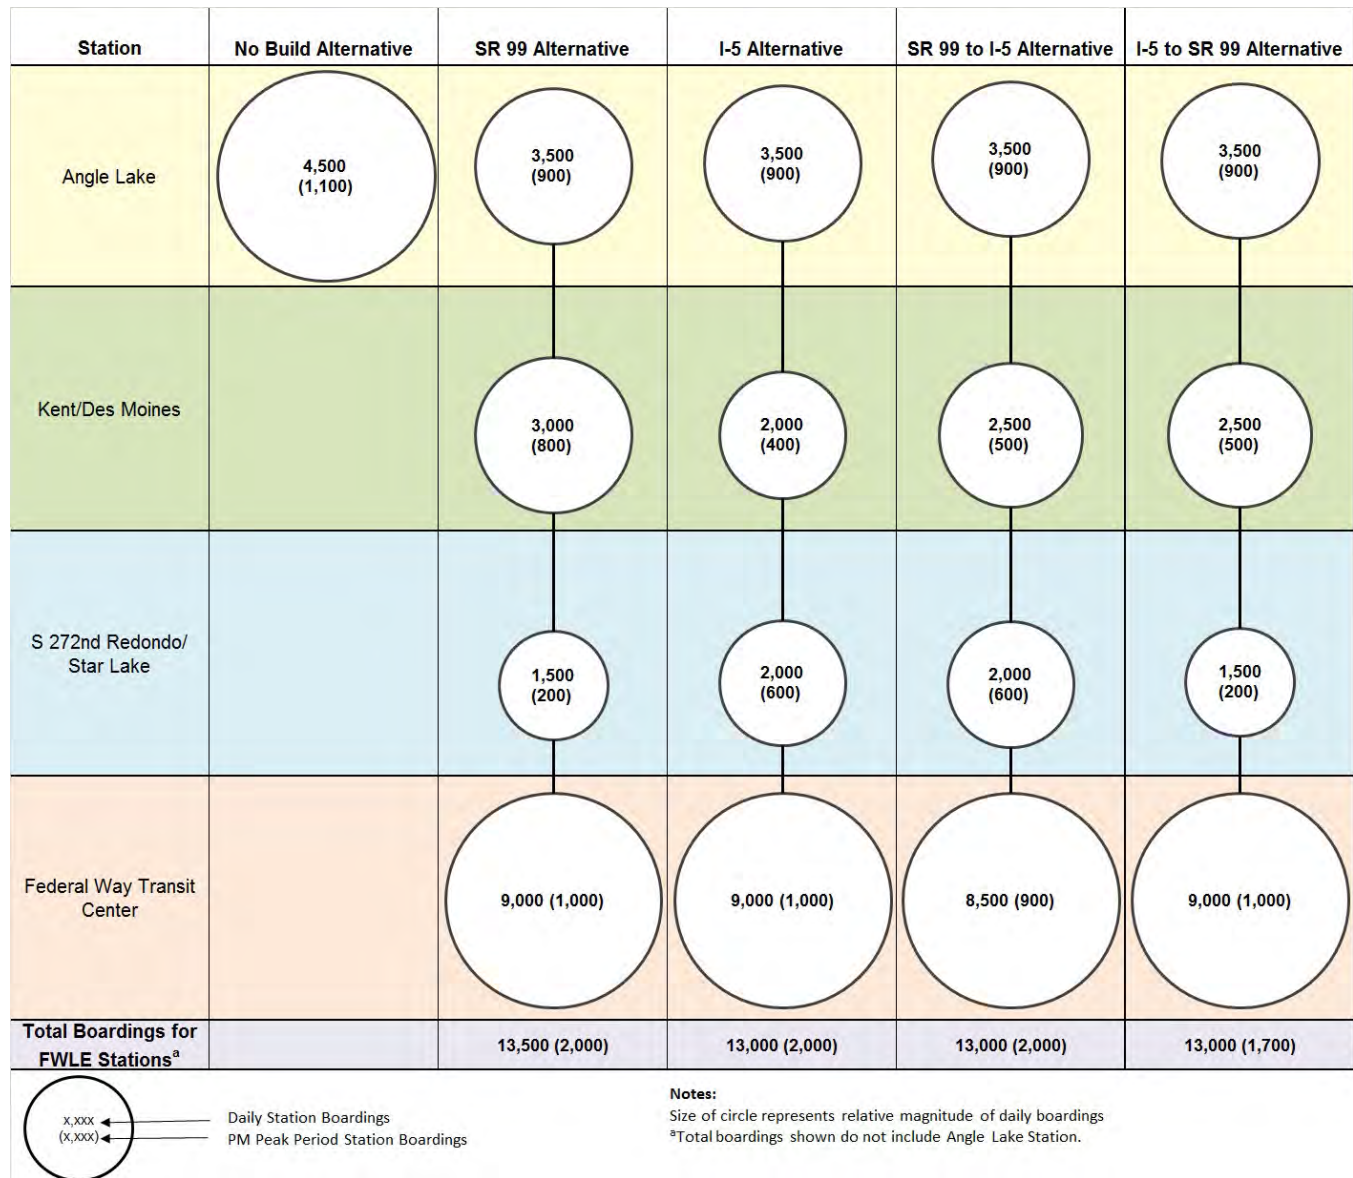 Station No Build Alternative SR 99 Alternative I-5 Alternative SR 99 to I-5 Alternative I-5 to SR 99 Alternative
Angle Lake
4,500
(1,100)
3,500
(900)
3,500
(900)
3,500
(900)
3,500
(900)
Kent/Des Moines
3,000
(800)
2,000
(400)
2,500
(500)
2,500
(500)
S 272nd Redondo/
Star Lake
1,500
(200)
2,000
(600)
2,000
(600)
1,500
(200)
Federal Way Transit
Center
9,000 (1,000)
9,000 (1,000)
8,500 (900)
9,000 (1,000)
Total Boardings for
FWLE Stationsᵃ
13,500 (2,000)
13,000 (2,000)
13,000 (2,000)
13,000 (1,700)
x,xxx
(x,xxx)
Daily Station Boardings
PM Peak Period Station Boardings
Notes:
Size of circle represents relative magnitude of daily boardings
ᵃTotal boardings shown do not include Angle Lake Station.